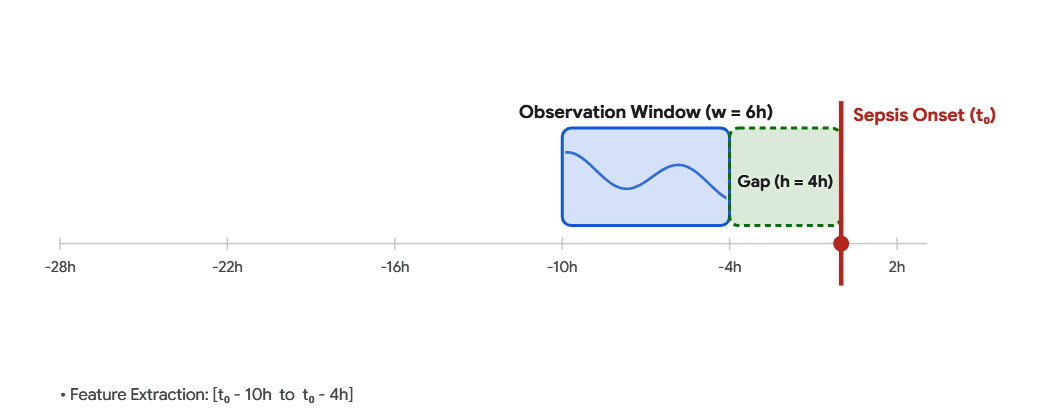 Observation Window (w = 6h)
Sepsis Onset (t₀)
Gap (h = 4h)
-28h
-22h
-16h
-10h
-4h
2h
• Feature Extraction: [t₀ - 10h to t₀ - 4h]